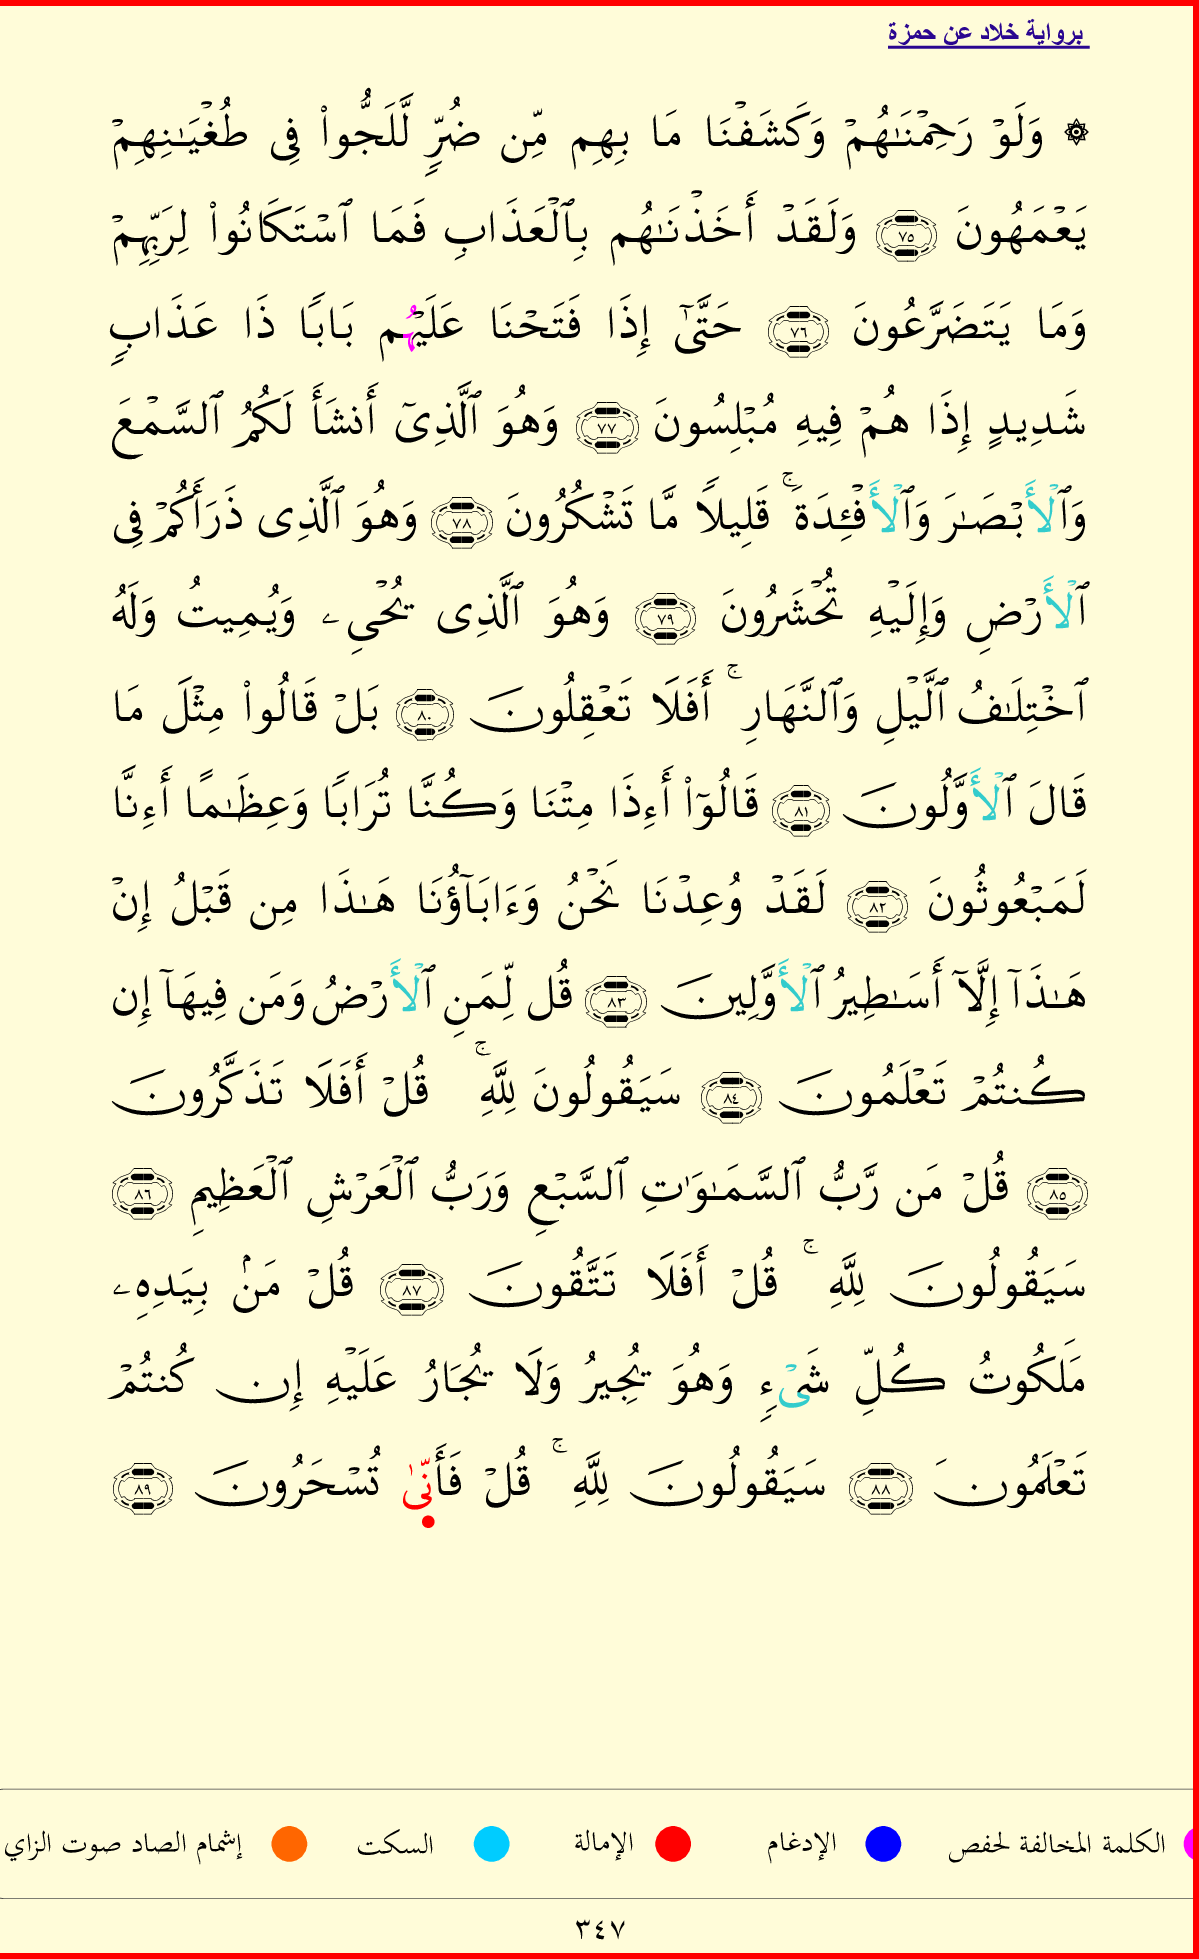 برواية خلاد عن حمزة
۞ وَلَوْ رَحِمْنَـٰهُمْ وَكَشَفْنَا مَا بِهِم مِّن ضُرٍّ لَّلَجُّوا۟ فِى طُغْيَـٰنِهِمْ
يَعْمَهُونَ ٧٥ وَلَقَدْ أَخَذْنَـٰهُم بِٱلْعَذَابِ فَمَا ٱسْتَكَانُوا۟ لِرَبِّهِمْ
وَمَا يَتَضَرَّعُونَ ٧٦ حَتَّىٰٓ إِذَا فَتَحْنَا عَلَيْهُم بَابًا ذَا عَذَابٍ
شَدِيدٍ إِذَا هُمْ فِيهِ مُبْلِسُونَ ٧٧ وَهُوَ ٱلَّذِىٓ أَنشَأَ لَكُمُ ٱلسَّمْعَ
وَٱلْأَبْصَـٰرَ وَٱلْأَفْـِٔدَةَ ۚ قَلِيلًا مَّا تَشْكُرُونَ ٧٨ وَهُوَ ٱلَّذِى ذَرَأَكُمْ فِى
ٱلْأَرْضِ وَإِلَيْهِ تُحْشَرُونَ ٧٩ وَهُوَ ٱلَّذِى يُحْىِۦ وَيُمِيتُ وَلَهُ
ٱخْتِلَـٰفُ ٱلَّيْلِ وَٱلنَّهَارِ ۚ أَفَلَا تَعْقِلُونَ ٨٠ بَلْ قَالُوا۟ مِثْلَ مَا
قَالَ ٱلْأَوَّلُونَ ٨١ قَالُوٓا۟ أَءِذَا مِتْنَا وَكُنَّا تُرَابًا وَعِظَـٰمًا أَءِنَّا
لَمَبْعُوثُونَ ٨٢ لَقَدْ وُعِدْنَا نَحْنُ وَءَابَآؤُنَا هَـٰذَا مِن قَبْلُ إِنْ
هَـٰذَآ إِلَّآ أَسَـٰطِيرُ ٱلْأَوَّلِينَ ٨٣ قُل لِّمَنِ ٱلْأَرْضُ وَمَن فِيهَآ إِن
كُنتُمْ تَعْلَمُونَ ٨٤ سَيَقُولُونَ لِلَّهِ ۚ قُلْ أَفَلَا تَذَكَّرُونَ
٨٥ قُلْ مَن رَّبُّ ٱلسَّمَـٰوَٰتِ ٱلسَّبْعِ وَرَبُّ ٱلْعَرْشِ ٱلْعَظِيمِ ٨٦
سَيَقُولُونَ لِلَّهِ ۚ قُلْ أَفَلَا تَتَّقُونَ ٨٧ قُلْ مَنۢ بِيَدِهِۦ
مَلَكُوتُ كُلِّ شَىْءٍ وَهُوَ يُجِيرُ وَلَا يُجَارُ عَلَيْهِ إِن كُنتُمْ
تَعْلَمُونَ ٨٨ سَيَقُولُونَ لِلَّهِ ۚ قُلْ فَأَنّىٰ تُسْحَرُونَ ٨٩
الكلمة المخالفة لحفص الإدغام الإمالة السكت إشمام الصاد صوت الزاي
٣٤٧